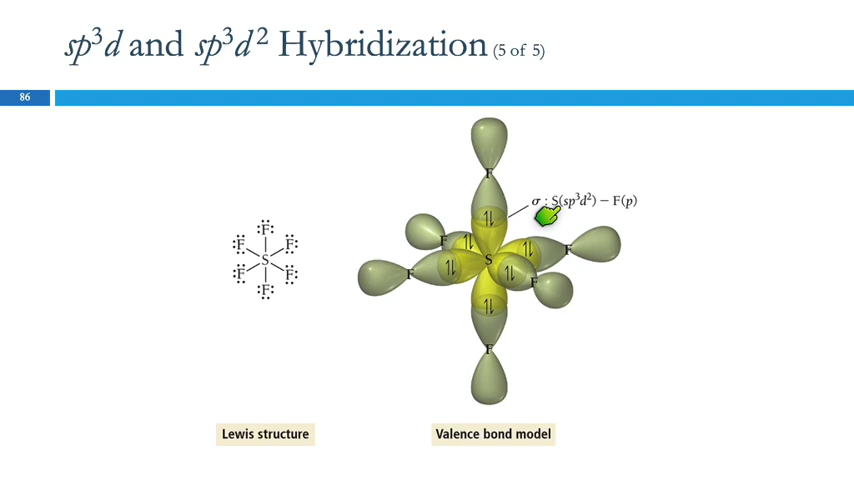 sp³d and sp³d² Hybridization (5 of 5)
86
F
σ : S(sp³d²) – F(p)
:F:
:F F:
F F
S
S
F F
:F F:
F
:F:
F
Lewis structure
Valence bond model